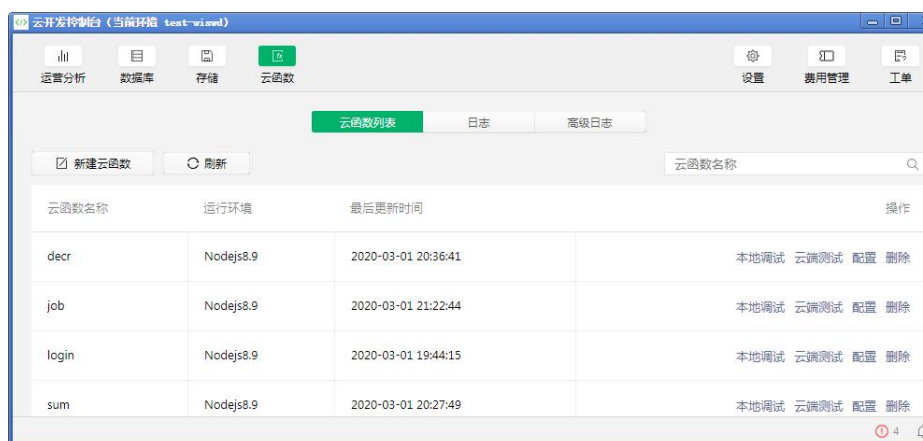 </> 云开发控制台（当前环境 test-wiswd）
运营分析 数据库 存储 云函数 设置 费用管理 工单
云函数列表 日志 高级日志
新建云函数 刷新 云函数名称
云函数名称 运行环境 最后更新时间 操作
decr Nodejs8.9 2020-03-01 20:36:41 本地调试 云端测试 配置 删除
job Nodejs8.9 2020-03-01 21:22:44 本地调试 云端测试 配置 删除
login Nodejs8.9 2020-03-01 19:44:15 本地调试 云端测试 配置 删除
sum Nodejs8.9 2020-03-01 20:27:49 本地调试 云端测试 配置 删除
4